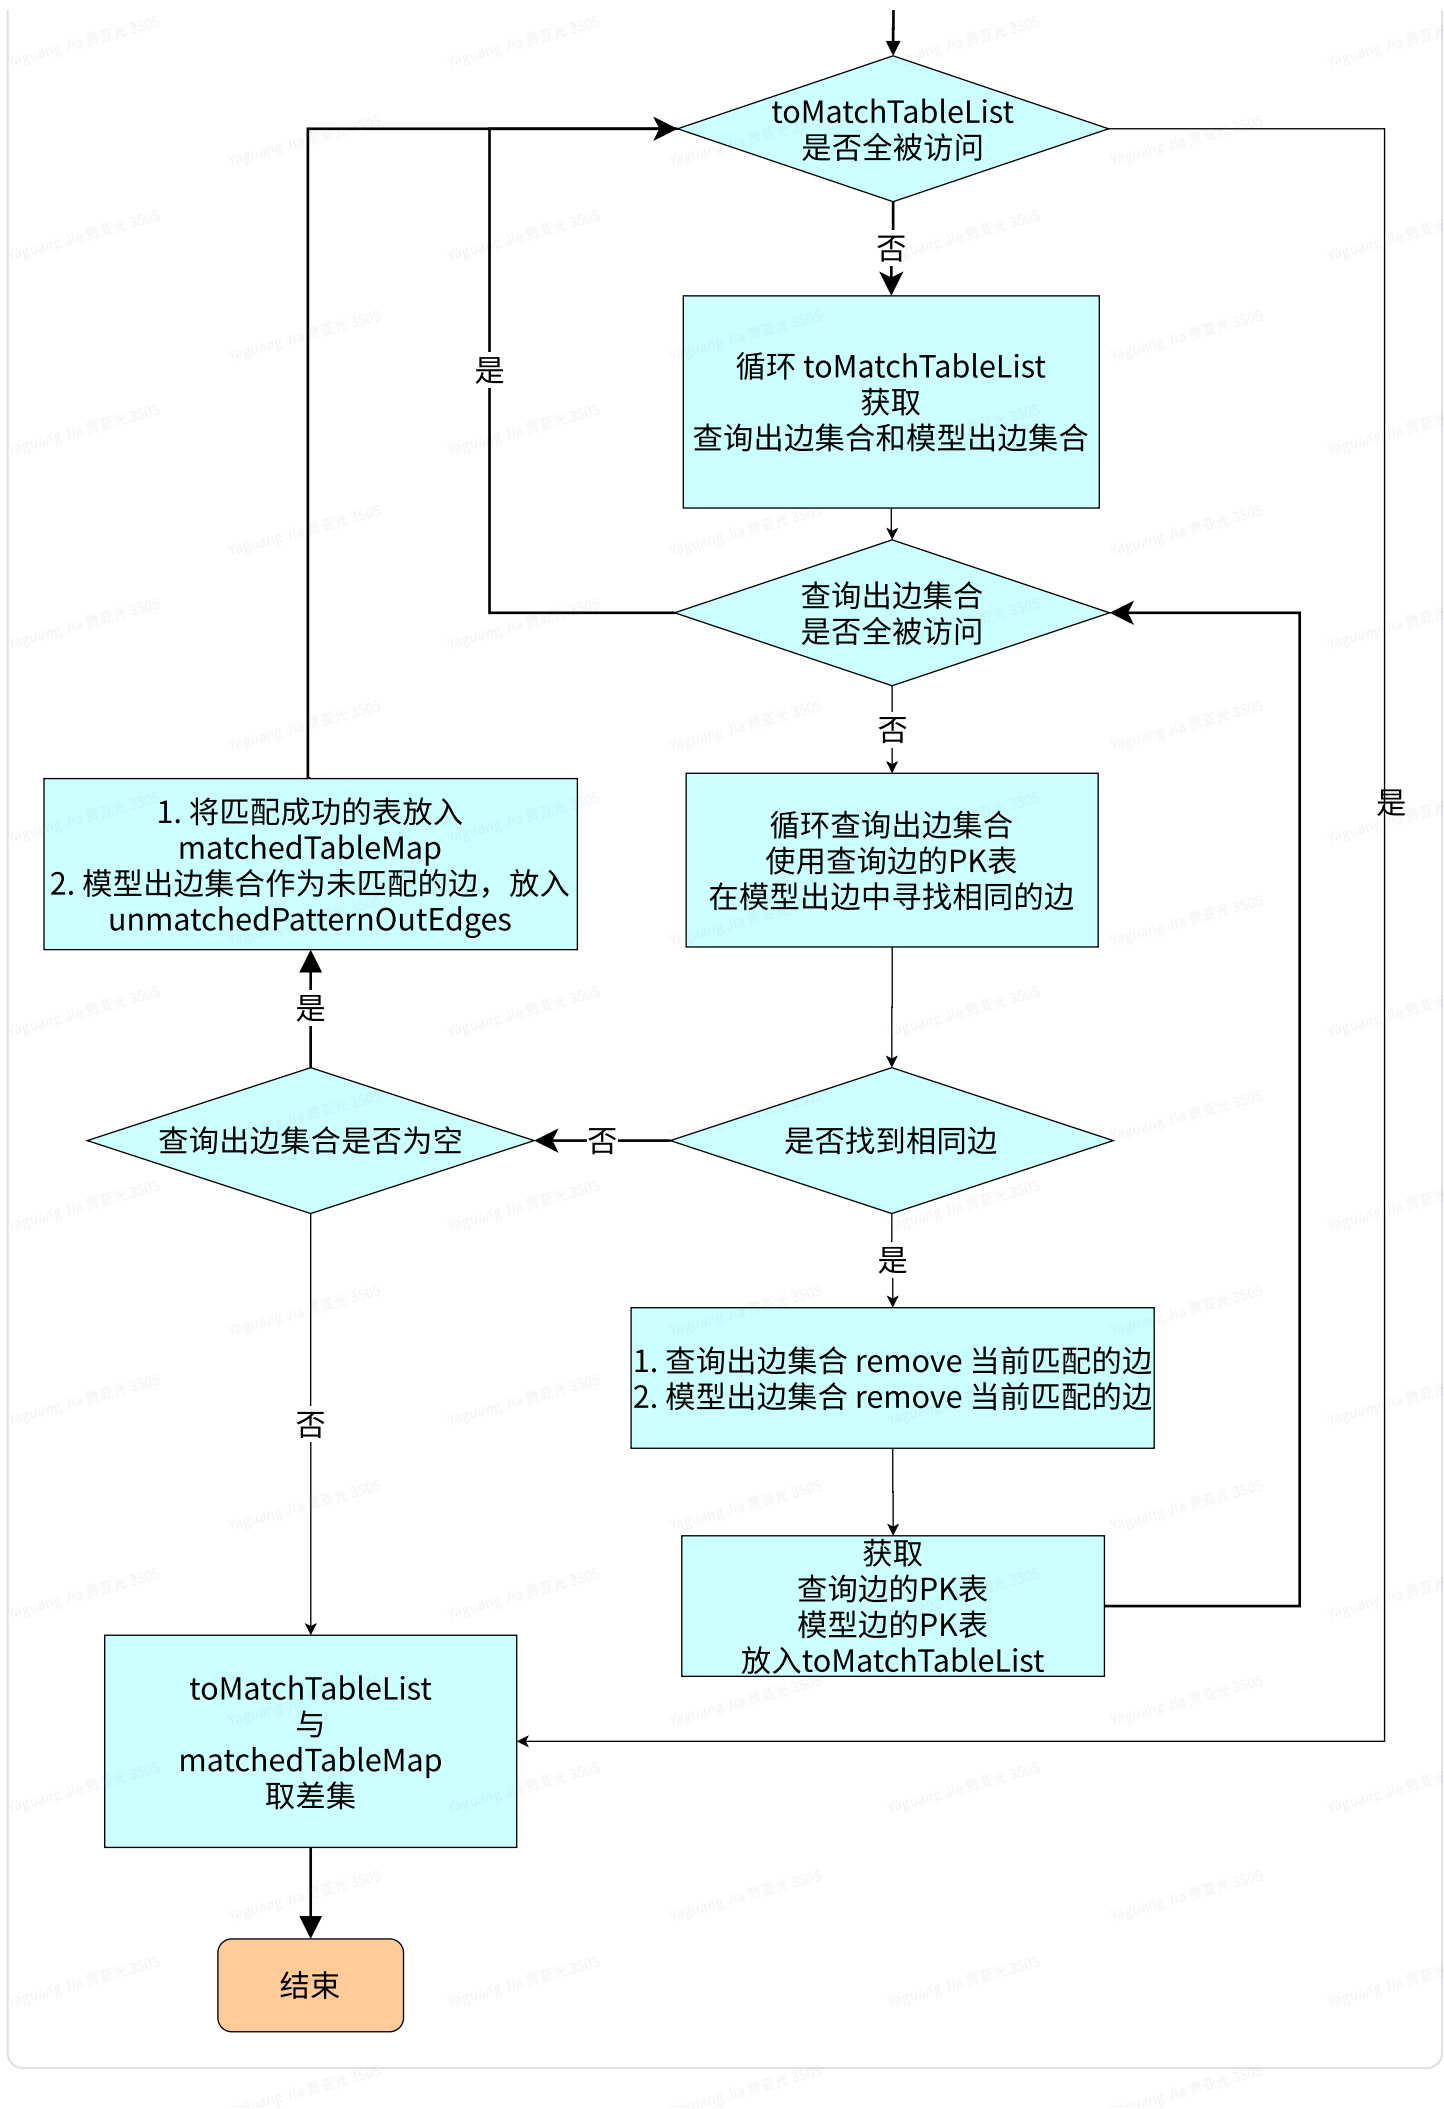 toMatchTableList
是否全被访问
否
循环 toMatchTableList
获取
查询出边集合和模型出边集合
是
查询出边集合
是否全被访问
否
循环查询出边集合
使用查询边的PK表
在模型出边中寻找相同的边
是
1. 将匹配成功的表放入
matchedTableMap
2. 模型出边集合作为未匹配的边，放入
unmatchedPatternOutEdges
是
查询出边集合是否为空
否
是否找到相同边
是
1. 查询出边集合 remove 当前匹配的边
2. 模型出边集合 remove 当前匹配的边
否
获取
查询边的PK表
模型边的PK表
放入toMatchTableList
toMatchTableList
与
matchedTableMap
取差集
结束
Yaguang Jia 贾亚光 3505